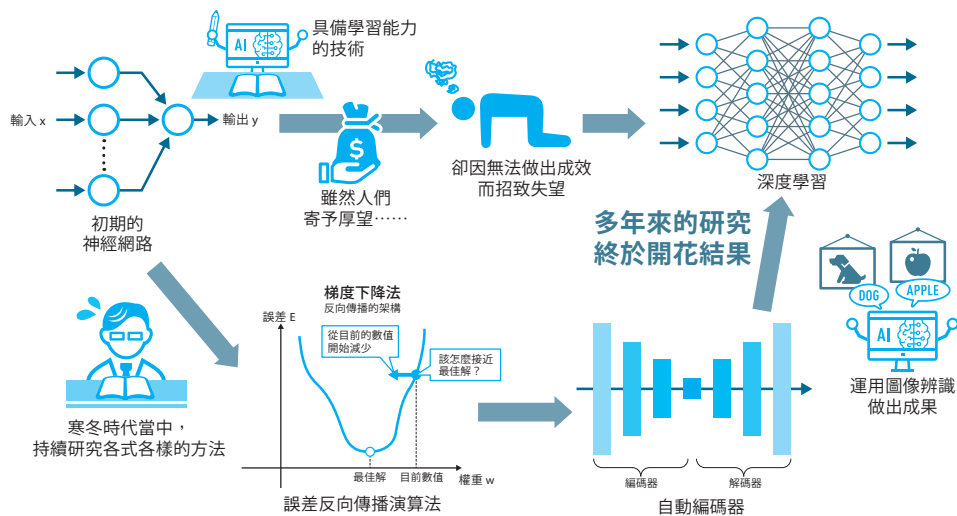 具備學習能力
的技術
AI
輸入 x
輸出 y
初期的
神經網路
$
雖然人們
寄予厚望……
卻因無法做出成效
而招致失望
深度學習
多年來的研究
終於開花結果
DOG
APPLE
AI
運用圖像辨識
做出成果
寒冬時代當中，
持續研究各式各樣的方法
梯度下降法
反向傳播的架構
誤差 E
從目前的數值
開始減少
該怎麼接近
最佳解？
最佳解
目前數值
權重 w
誤差反向傳播演算法
編碼器
解碼器
自動編碼器